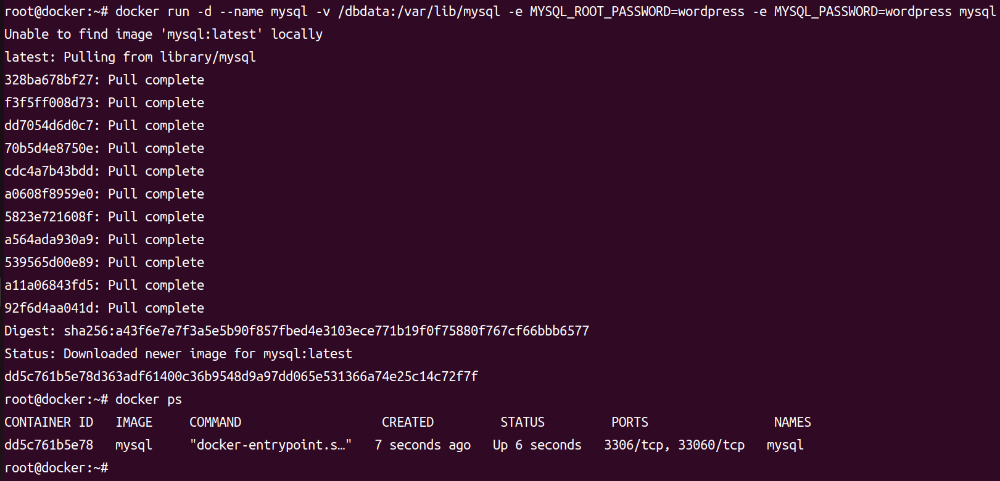 root@docker:~# docker run -d --name mysql -v /dbdata:/var/lib/mysql -e MYSQL_ROOT_PASSWORD=wordpress -e MYSQL_PASSWORD=wordpress mysql
Unable to find image 'mysql:latest' locally
latest: Pulling from library/mysql
328ba678bf27: Pull complete
f3f5ff008d73: Pull complete
dd7054d6d0c7: Pull complete
70b5d4e8750e: Pull complete
cdc4a7b43bdd: Pull complete
a0608f8959e0: Pull complete
5823e721608f: Pull complete
a564ada930a9: Pull complete
539565d00e89: Pull complete
a11a06843fd5: Pull complete
92f6d4aa041d: Pull complete
Digest: sha256:a43f6e7e7f3a5e5b90f857fbed4e3103ece771b19f0f75880f767cf66bbb6577
Status: Downloaded newer image for mysql:latest
dd5c761b5e78d363adf61400c36b9548d9a97dd065e531366a74e25c14c72f7f
root@docker:~# docker ps
CONTAINER ID   IMAGE     COMMAND                   CREATED         STATUS         PORTS                 NAMES
dd5c761b5e78   mysql     "docker-entrypoint.s…"   7 seconds ago   Up 6 seconds   3306/tcp, 33060/tcp   mysql
root@docker:~#